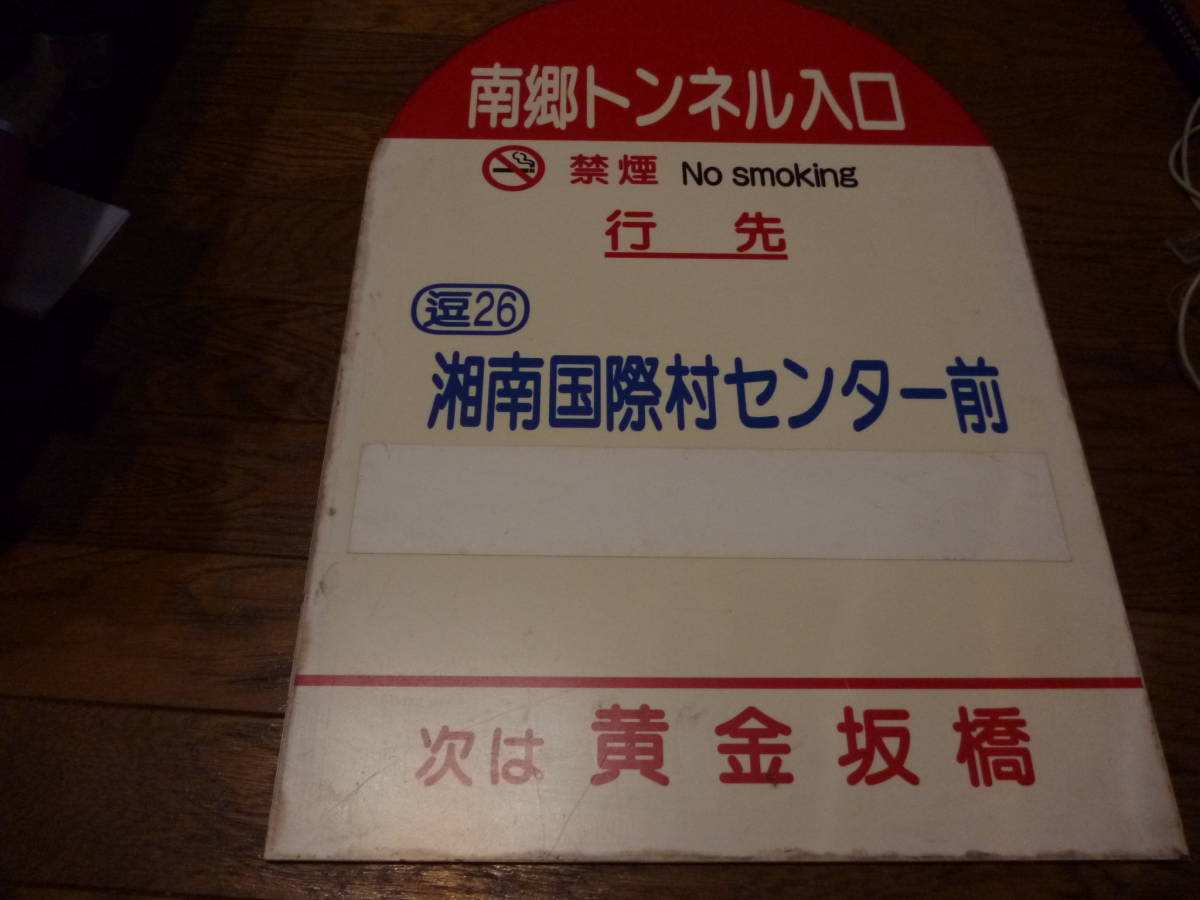 南郷トンネル入口
禁煙 No smoking
行先
逗26
湘南国際村センター前
次は 黄金坂橋